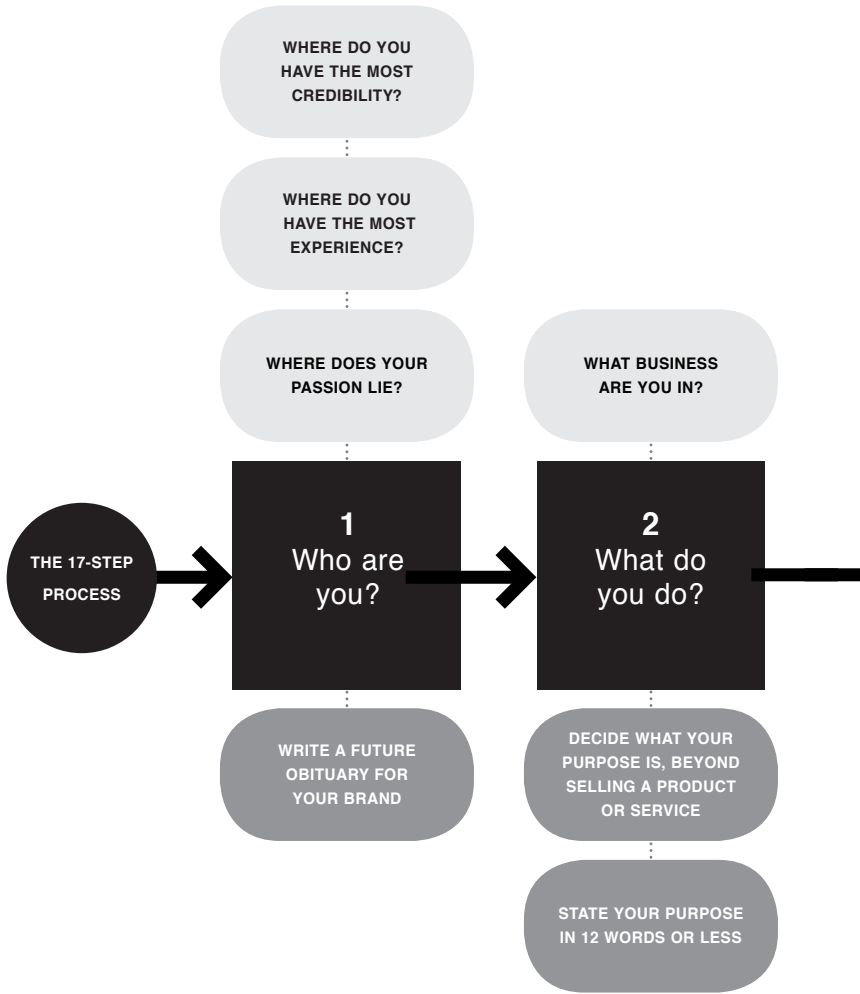 WHERE DO YOU
HAVE THE MOST
CREDIBILITY?
WHERE DO YOU
HAVE THE MOST
EXPERIENCE?
WHERE DOES YOUR
PASSION LIE?
WHAT BUSINESS
ARE YOU IN?
THE 17-STEP
PROCESS
1
Who are
you?
2
What do
you do?
WRITE A FUTURE
OBITUARY FOR
YOUR BRAND
DECIDE WHAT YOUR
PURPOSE IS, BEYOND
SELLING A PRODUCT
OR SERVICE
STATE YOUR PURPOSE
IN 12 WORDS OR LESS